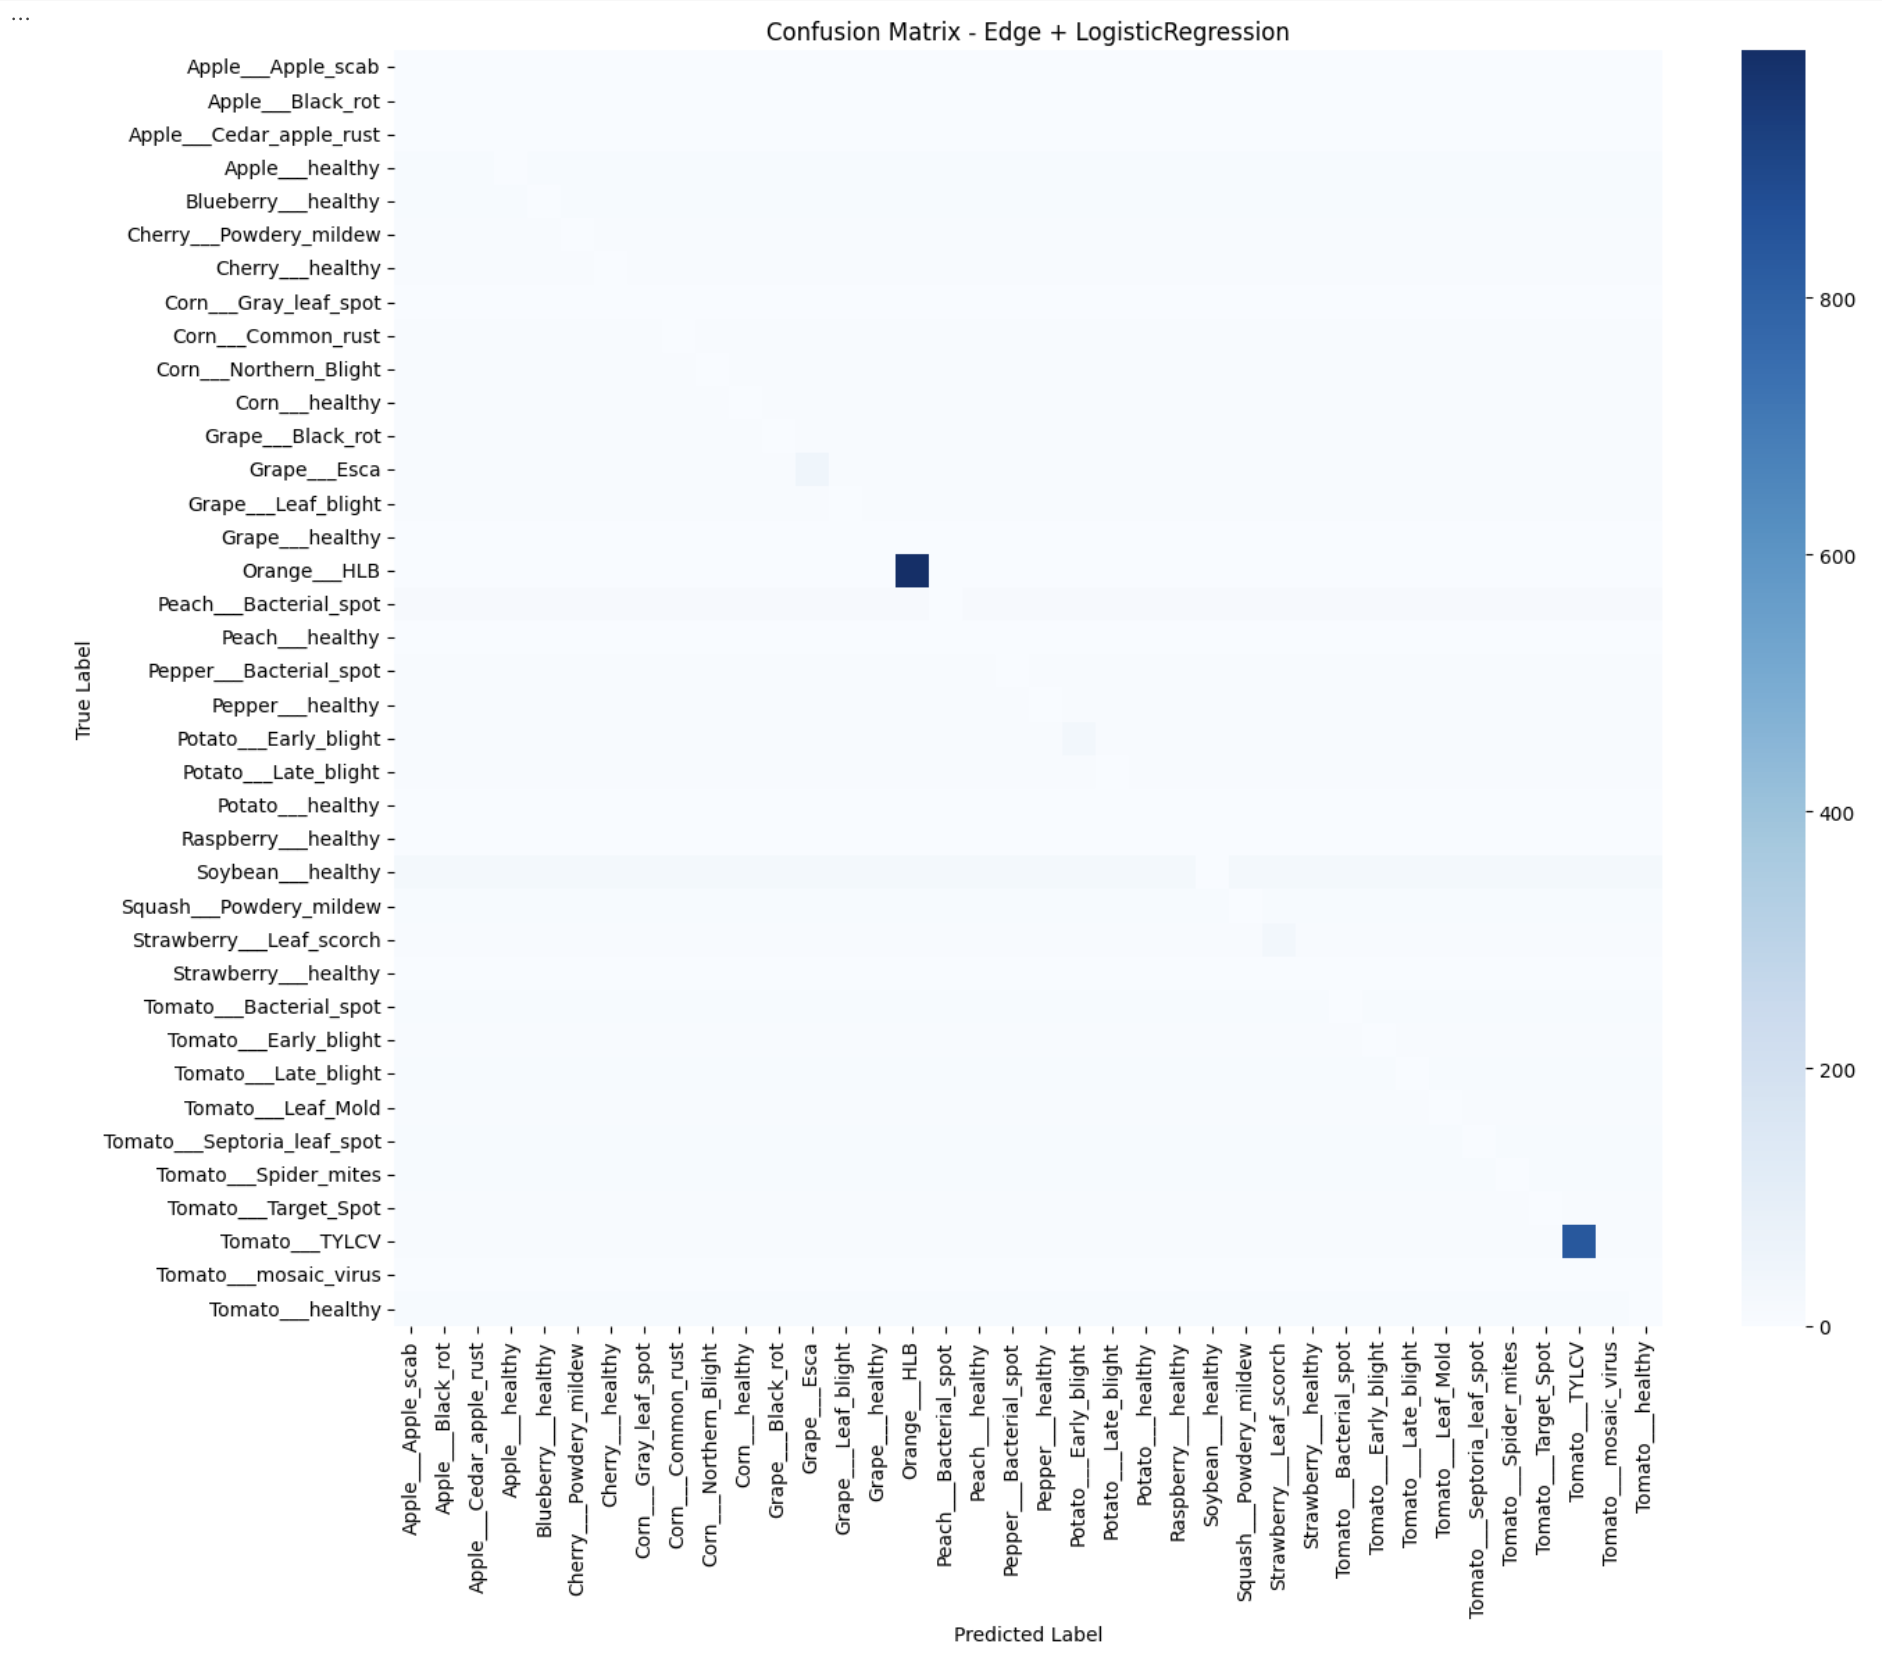 ...
Confusion Matrix - Edge + LogisticRegression
True Label
Apple___Apple_scab
Apple___Black_rot
Apple___Cedar_apple_rust
Apple___healthy
Blueberry___healthy
Cherry___Powdery_mildew
Cherry___healthy
Corn___Gray_leaf_spot
Corn___Common_rust
Corn___Northern_Blight
Corn___healthy
Grape___Black_rot
Grape___Esca
Grape___Leaf_blight
Grape___healthy
Orange___HLB
Peach___Bacterial_spot
Peach___healthy
Pepper___Bacterial_spot
Pepper___healthy
Potato___Early_blight
Potato___Late_blight
Potato___healthy
Raspberry___healthy
Soybean___healthy
Squash___Powdery_mildew
Strawberry___Leaf_scorch
Strawberry___healthy
Tomato___Bacterial_spot
Tomato___Early_blight
Tomato___Late_blight
Tomato___Leaf_Mold
Tomato___Septoria_leaf_spot
Tomato___Spider_mites
Tomato___Target_Spot
Tomato___TYLCV
Tomato___mosaic_virus
Tomato___healthy
800
600
400
200
0
Apple___Apple_scab
Apple___Black_rot
Apple___Cedar_apple_rust
Apple___healthy
Blueberry___healthy
Cherry___Powdery_mildew
Cherry___healthy
Corn___Gray_leaf_spot
Corn___Common_rust
Corn___Northern_Blight
Corn___healthy
Grape___Black_rot
Grape___Esca
Grape___Leaf_blight
Grape___healthy
Orange___HLB
Peach___Bacterial_spot
Peach___healthy
Pepper___Bacterial_spot
Pepper___healthy
Potato___Early_blight
Potato___Late_blight
Potato___healthy
Raspberry___healthy
Soybean___healthy
Squash___Powdery_mildew
Strawberry___Leaf_scorch
Strawberry___healthy
Tomato___Bacterial_spot
Tomato___Early_blight
Tomato___Late_blight
Tomato___Leaf_Mold
Tomato___Septoria_leaf_spot
Tomato___Spider_mites
Tomato___Target_Spot
Tomato___TYLCV
Tomato___mosaic_virus
Tomato___healthy
Predicted Label